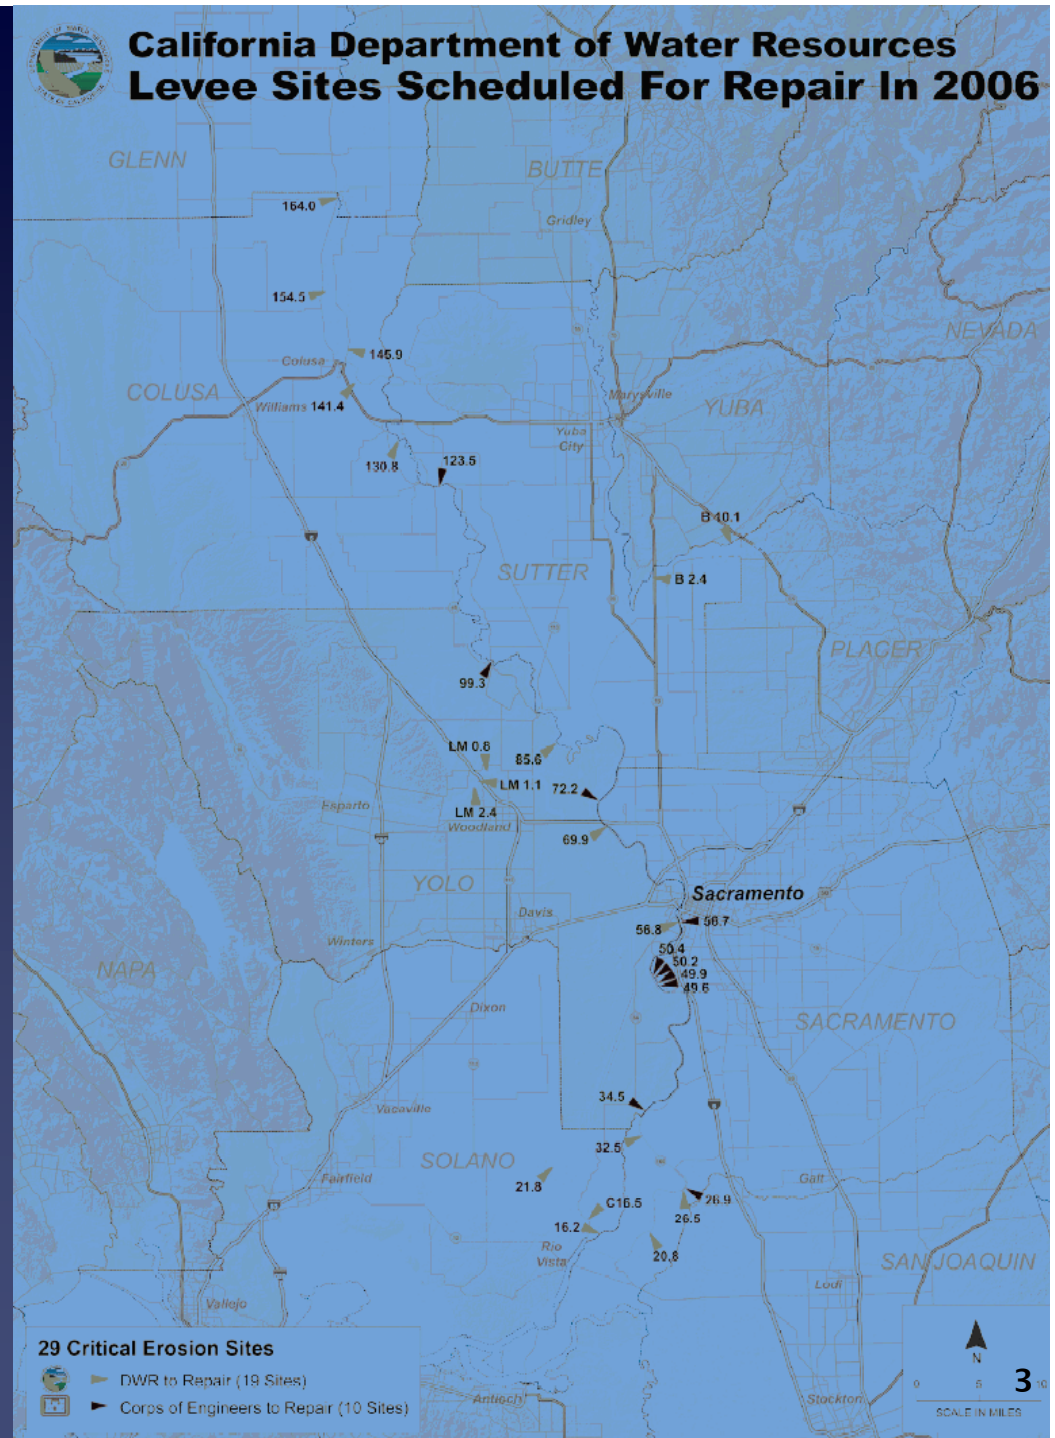 California Department of Water Resources
Levee Sites Scheduled For Repair In 2006
GLENN
BUTTE
164.0
Gridley
154.5
NEVADA
145.9
Colusa
COLUSA
Williams 141.4
Marysville
YUBA
Yuba
City
130.8
123.5
B 10.1
SUTTER
B 2.4
PLACER
99.3
LM 0.8
85.6
LM 1.1
72.2
Esparto
LM 2.4
Woodland
69.9
YOLO
Sacramento
Davis
56.8
56.7
Winters
50.4
50.2
49.9
49.6
NAPA
Dixon
SACRAMENTO
34.5
Vacaville
32.5
SOLANO
Fairfield
Galt
21.8
C16.5
26.9
16.2
26.5
Rio
Vista
20.8
SAN JOAQUIN
Lodi
Vallejo
29 Critical Erosion Sites
DWR to Repair (19 Sites)
Corps of Engineers to Repair (10 Sites)
Antioch
Stockton
N
3
0 5 10
SCALE IN MILES